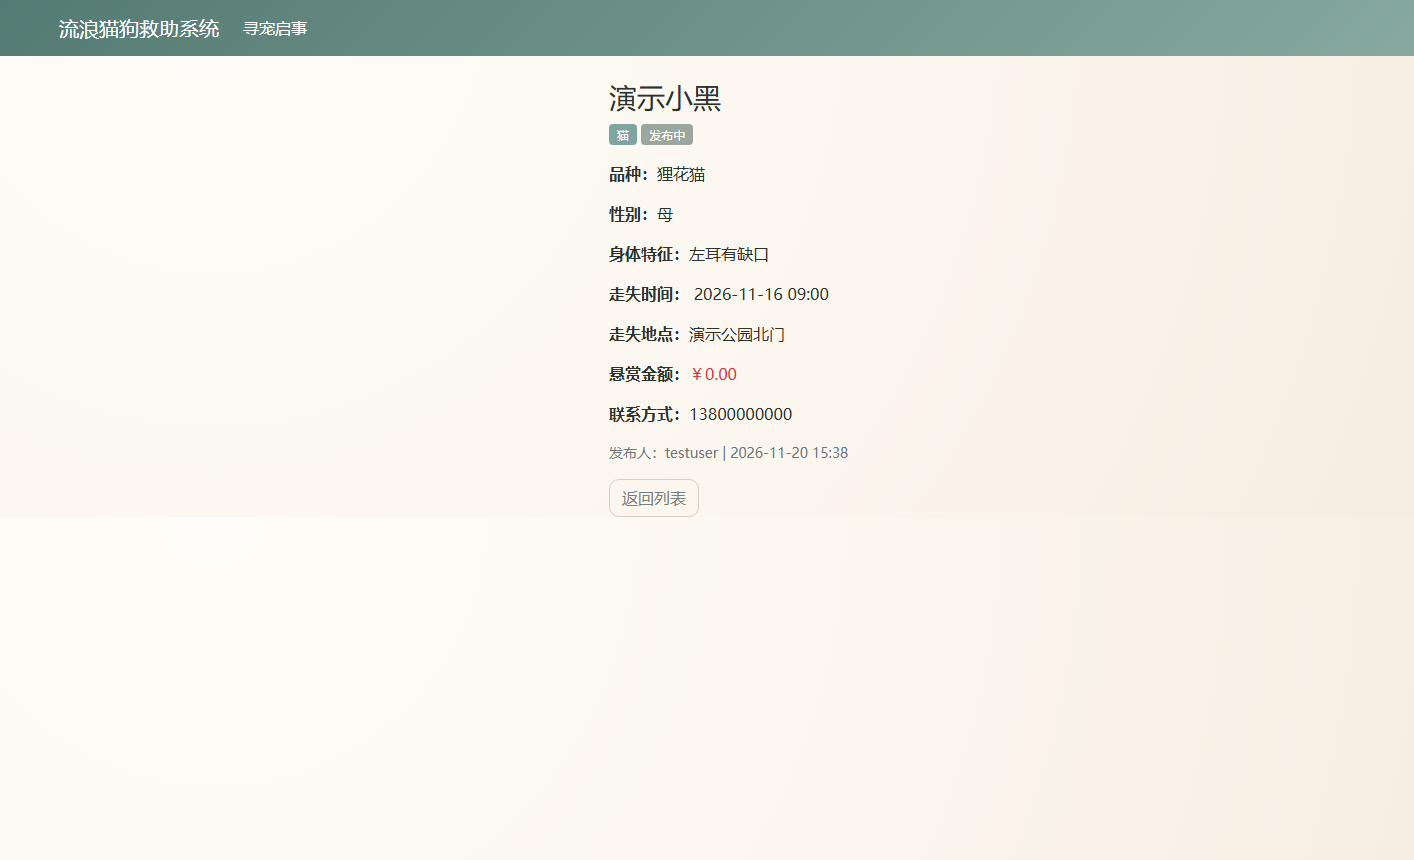 流浪猫狗救助系统 寻宠启事
演示小黑
猫 发布中
品种：狸花猫
性别：母
身体特征：左耳有缺口
走失时间： 2026-11-16 09:00
走失地点：演示公园北门
悬赏金额：￥0.00
联系方式：13800000000
发布人：testuser | 2026-11-20 15:38
返回列表